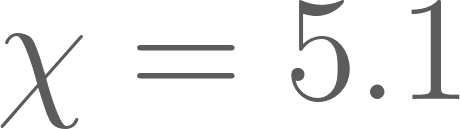 χ = 5.1